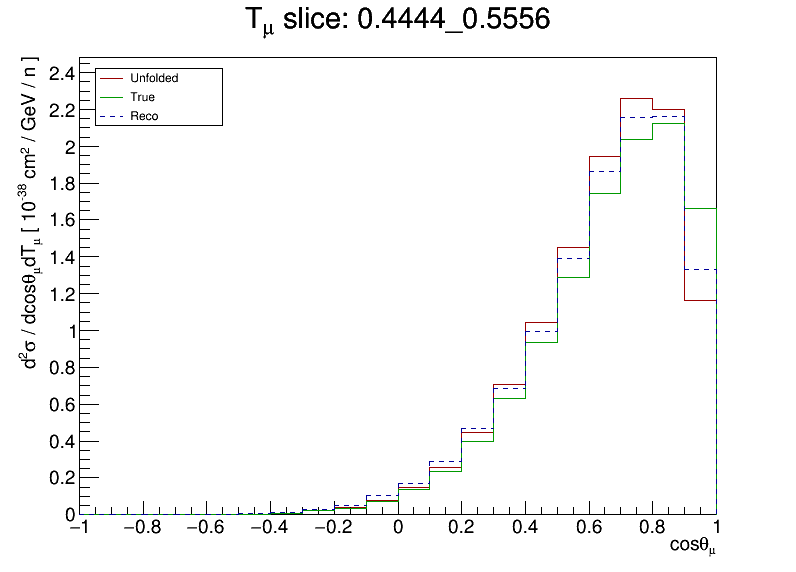 Tμ slice: 0.4444_0.5556
d²σ / dcosθμdTμ [ 10⁻³⁸ cm² / GeV / n ]
2.4
2.2
2
1.8
1.6
1.4
1.2
1
0.8
0.6
0.4
0.2
0
Unfolded
True
Reco
−1 −0.8 −0.6 −0.4 −0.2 0 0.2 0.4 0.6 0.8 1
cosθμ